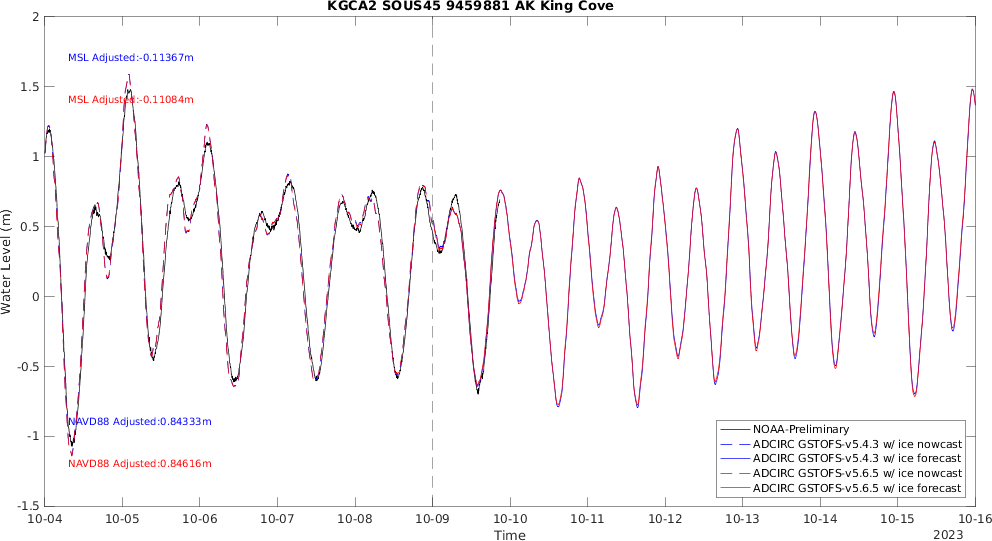 KGCA2 SOUS45 9459881 AK King Cove
Water Level (m)
2
1.5
1
0.5
0
-0.5
-1
-1.5
MSL Adjusted:-0.11367m
MSL Adjusted:-0.11084m
NAVD88 Adjusted:0.84333m
NAVD88 Adjusted:0.84616m
NOAA-Preliminary
ADCIRC GSTOFS-v5.4.3 w/ ice nowcast
ADCIRC GSTOFS-v5.4.3 w/ ice forecast
ADCIRC GSTOFS-v5.6.5 w/ ice nowcast
ADCIRC GSTOFS-v5.6.5 w/ ice forecast
10-04 10-05 10-06 10-07 10-08 10-09 10-10 10-11 10-12 10-13 10-14 10-15 10-16
Time
2023